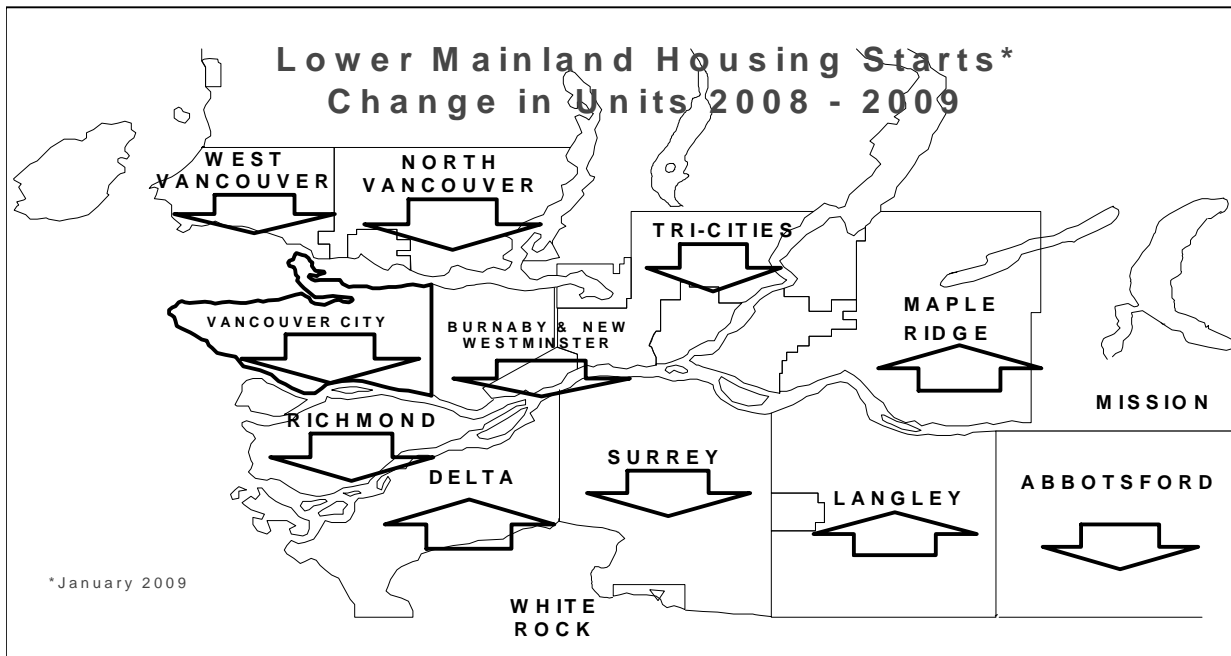 Lower Mainland Housing Starts*
Change in Units 2008 - 2009
WEST
VANCOUVER
NORTH
VANCOUVER
TRI-CITIES
VANCOUVER CITY
BURNABY & NEW
WESTMINSTER
MAPLE
RIDGE
MISSION
RICHMOND
DELTA
SURREY
LANGLEY
ABBOTSFORD
*January 2009
WHITE
ROCK